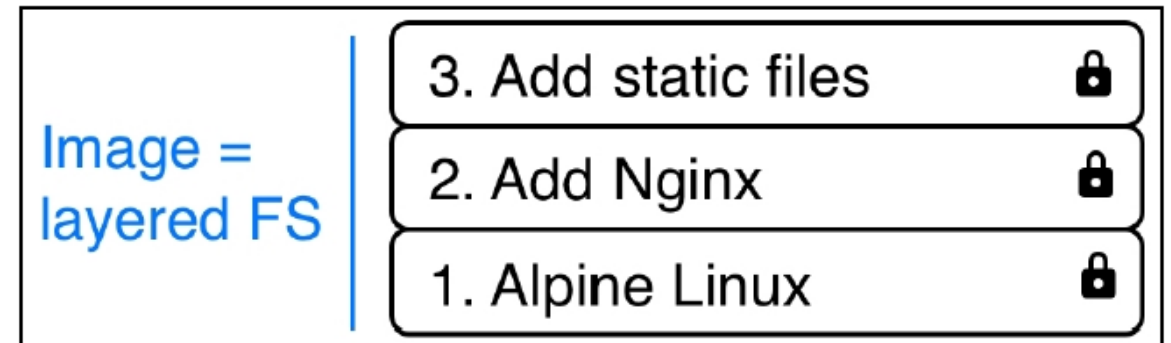 Image =
layered FS
3. Add static files
2. Add Nginx
1. Alpine Linux